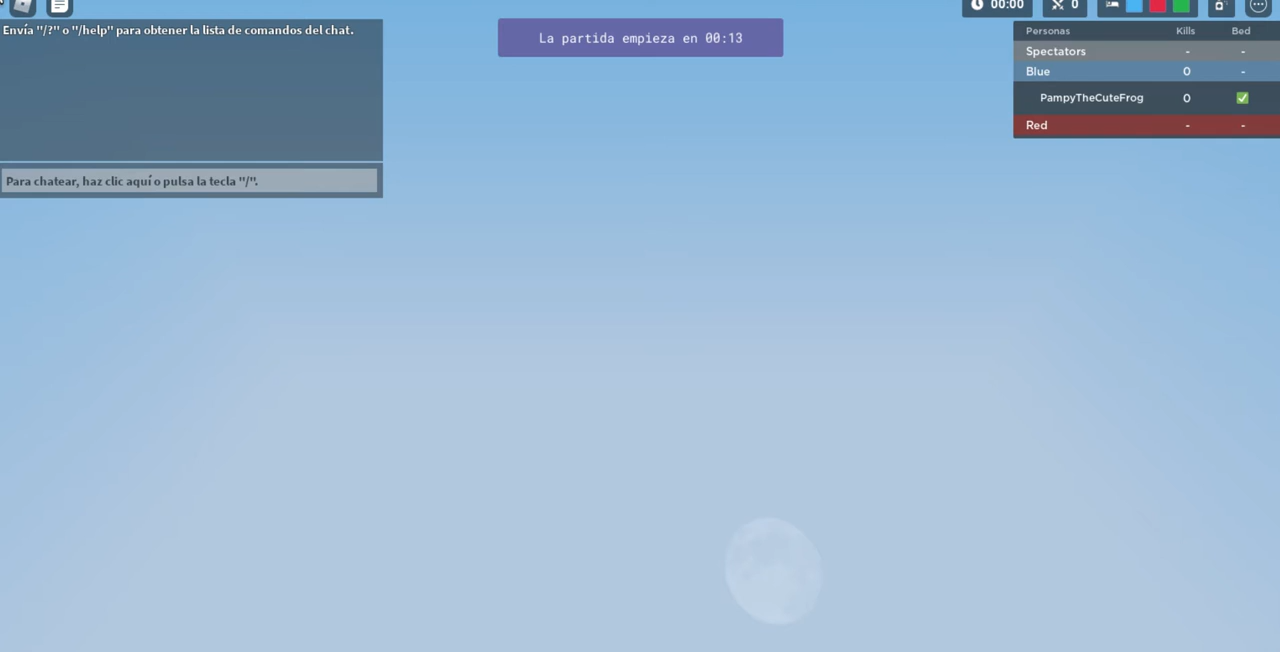 00:00
0
Envía "/?" o "/help" para obtener la lista de comandos del chat.
La partida empieza en 00:13
Personas Kills Bed
Spectators - -
Blue 0 -
PampyTheCuteFrog 0 ✅
Red - -
Para chatear, haz clic aquí o pulsa la tecla "/".